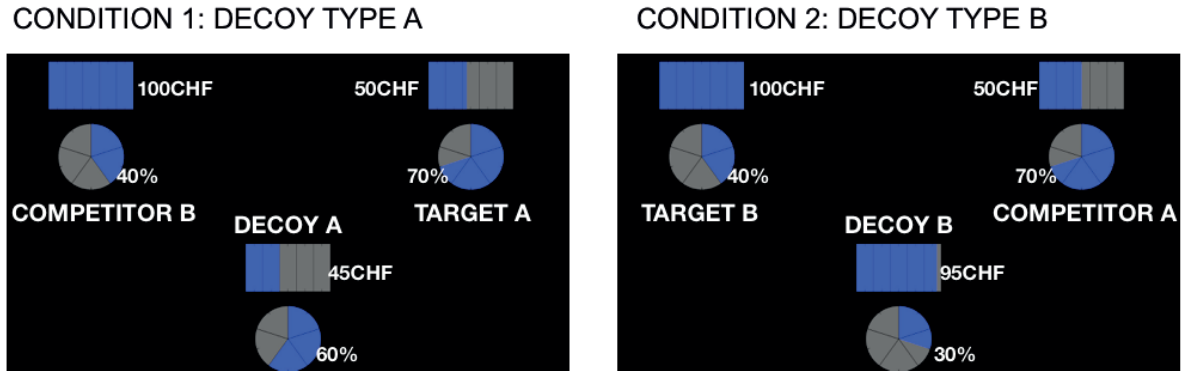 CONDITION 1: DECOY TYPE A
100CHF
50CHF
40%
70%
COMPETITOR B
TARGET A
DECOY A
45CHF
60%
CONDITION 2: DECOY TYPE B
100CHF
50CHF
40%
70%
TARGET B
COMPETITOR A
DECOY B
95CHF
30%